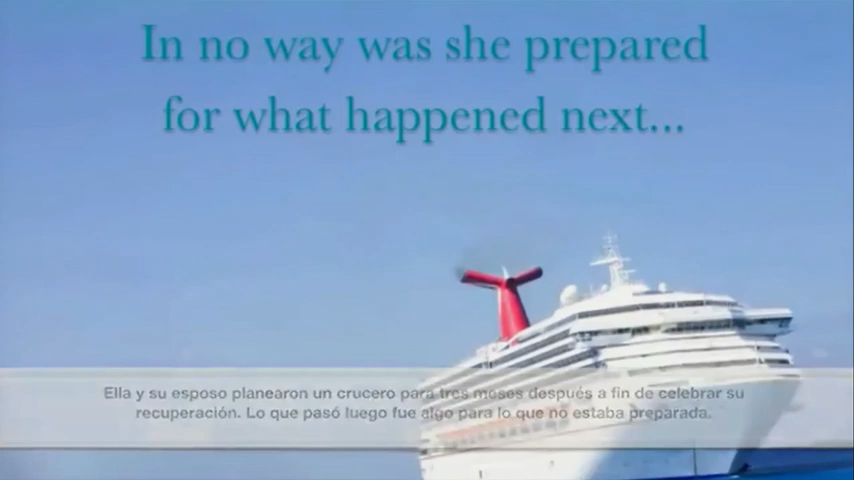 In no way was she prepared
for what happened next...
Ella y su esposo planearon un crucero para tres meses después a fin de celebrar su
recuperación. Lo que pasó luego fue algo para lo que no estaba preparada.